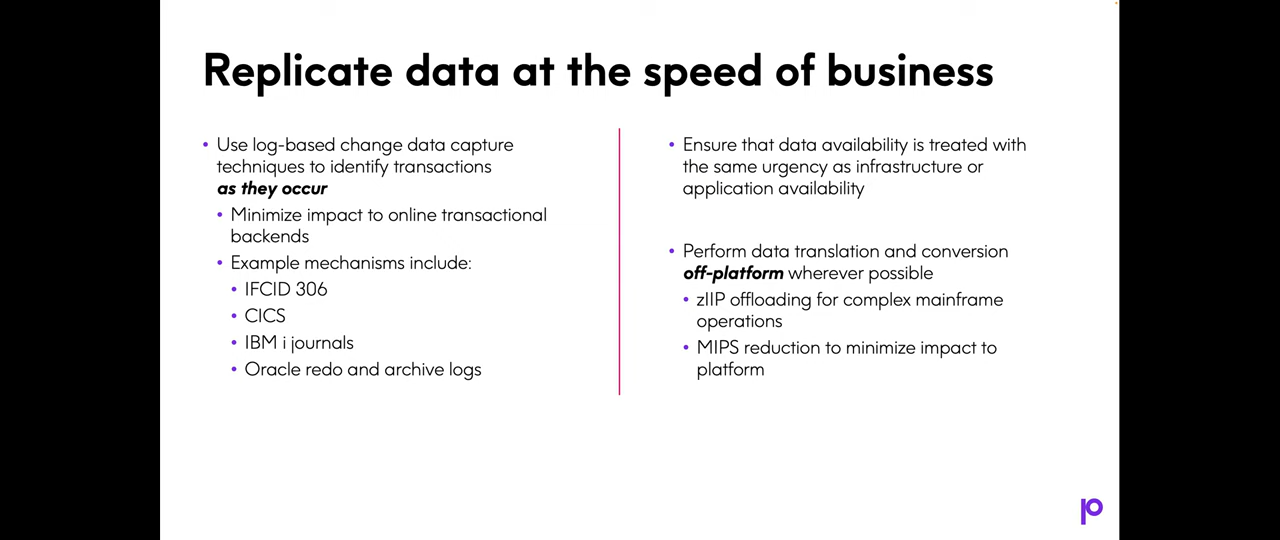 Replicate data at the speed of business
• Use log-based change data capture
techniques to identify transactions
as they occur
• Minimize impact to online transactional
backends
• Example mechanisms include:
• IFCID 306
• CICS
• IBM i journals
• Oracle redo and archive logs
• Ensure that data availability is treated with
the same urgency as infrastructure or
application availability
• Perform data translation and conversion
off-platform wherever possible
• zIIP offloading for complex mainframe
operations
• MIPS reduction to minimize impact to
platform